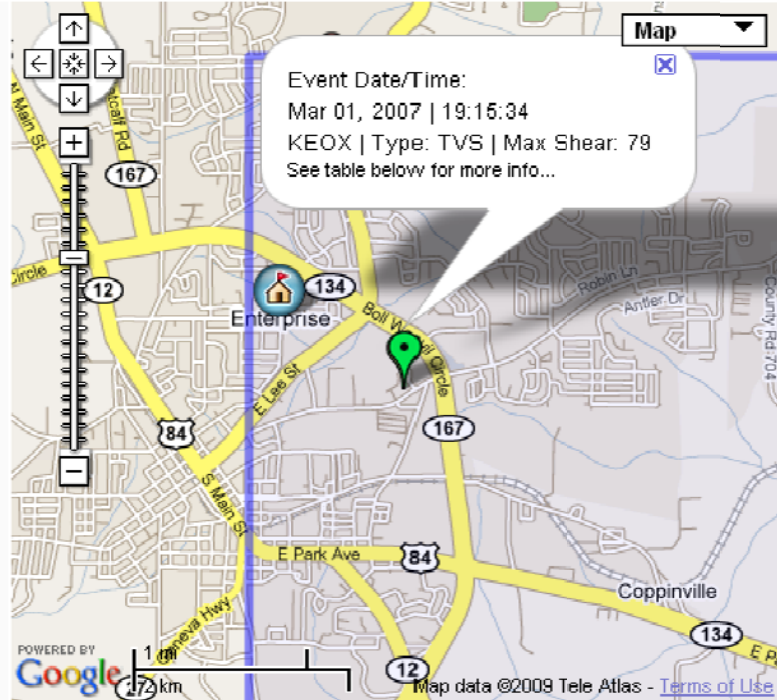 Map
Event Date/Time:
Mar 01, 2007 | 19:15:34
KEOX | Type: TVS | Max Shear: 79
See table below for more info...
N Main St
Metcalf Rd
167
Circle
12
134
Enterprise
Boll Weevil Circle
Robin Ln
Antler Dr
County Rd 704
E Lee St
84
167
S Main St
E Park Ave
84
Coppinville
134
E P
Geneva Hwy
12
27
POWERED BY
Google
1 mi
2 km
Map data ©2009 Tele Atlas - Terms of Use